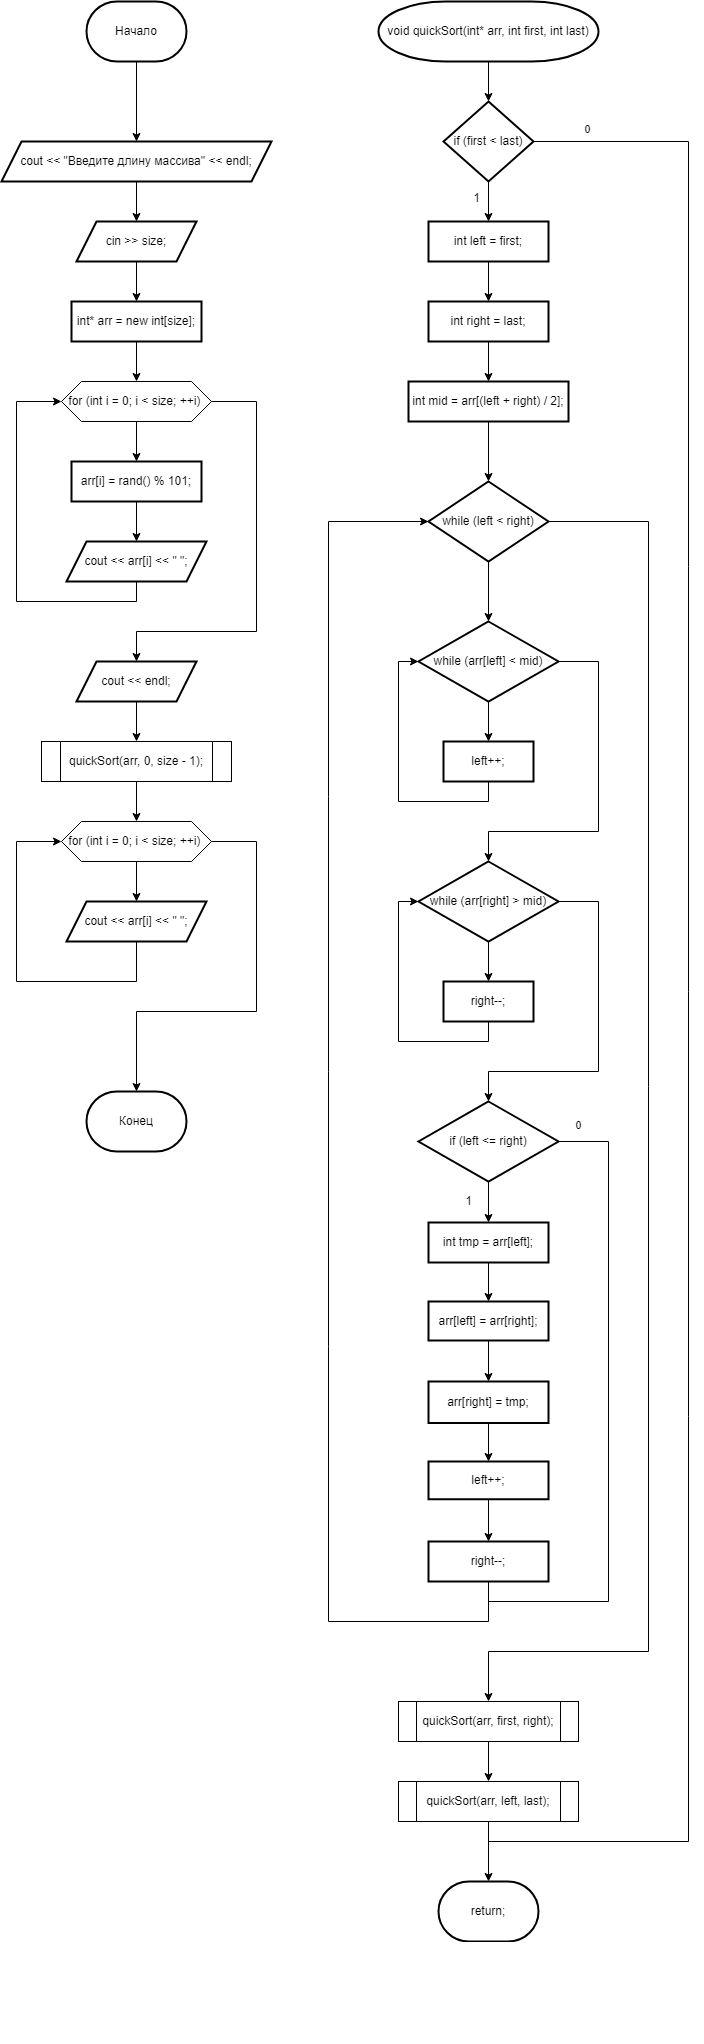 Начало
cout << "Введите длину массива" << endl;
cin >> size;
int* arr = new int[size];
for (int i = 0; i < size; ++i)
arr[i] = rand() % 101;
cout << arr[i] << " ";
cout << endl;
quickSort(arr, 0, size - 1);
for (int i = 0; i < size; ++i)
cout << arr[i] << " ";
Конец
void quickSort(int* arr, int first, int last)
if (first < last)
0
1
int left = first;
int right = last;
int mid = arr[(left + right) / 2];
while (left < right)
while (arr[left] < mid)
left++;
while (arr[right] > mid)
right--;
if (left <= right)
0
1
int tmp = arr[left];
arr[left] = arr[right];
arr[right] = tmp;
left++;
right--;
quickSort(arr, first, right);
quickSort(arr, left, last);
return;